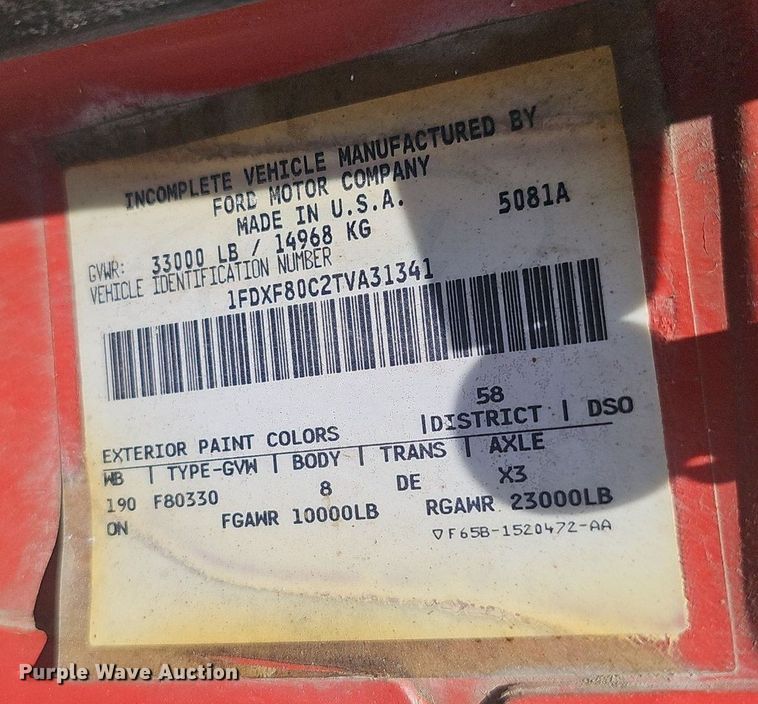 INCOMPLETE VEHICLE MANUFACTURED BY
FORD MOTOR COMPANY
MADE IN U.S.A. 5081A
GVWR: 33000 LB / 14968 KG
VEHICLE IDENTIFICATION NUMBER
1FDXF80C2TVA31341
58
EXTERIOR PAINT COLORS |DISTRICT | DSO
WB | TYPE-GVW | BODY | TRANS | AXLE
190 F80330 8 DE X3
ON FGAWR 10000LB RGAWR 23000LB
▽F65B-1520472-AA
Purple Wave Auction